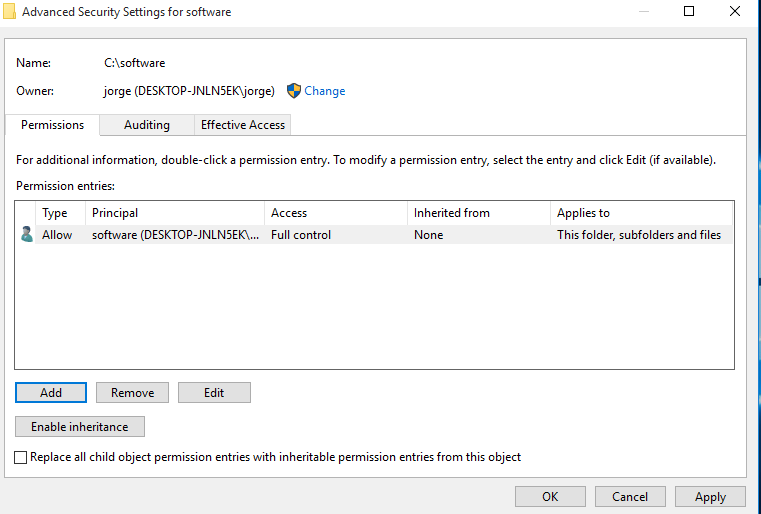 Advanced Security Settings for software
Name: C:\software
Owner: jorge (DESKTOP-JNLN5EK\jorge) Change
Permissions Auditing Effective Access
For additional information, double-click a permission entry. To modify a permission entry, select the entry and click Edit (if available).
Permission entries:
Type Principal Access Inherited from Applies to
Allow software (DESKTOP-JNLN5EK\... Full control None This folder, subfolders and files
Add Remove Edit
Enable inheritance
Replace all child object permission entries with inheritable permission entries from this object
OK Cancel Apply